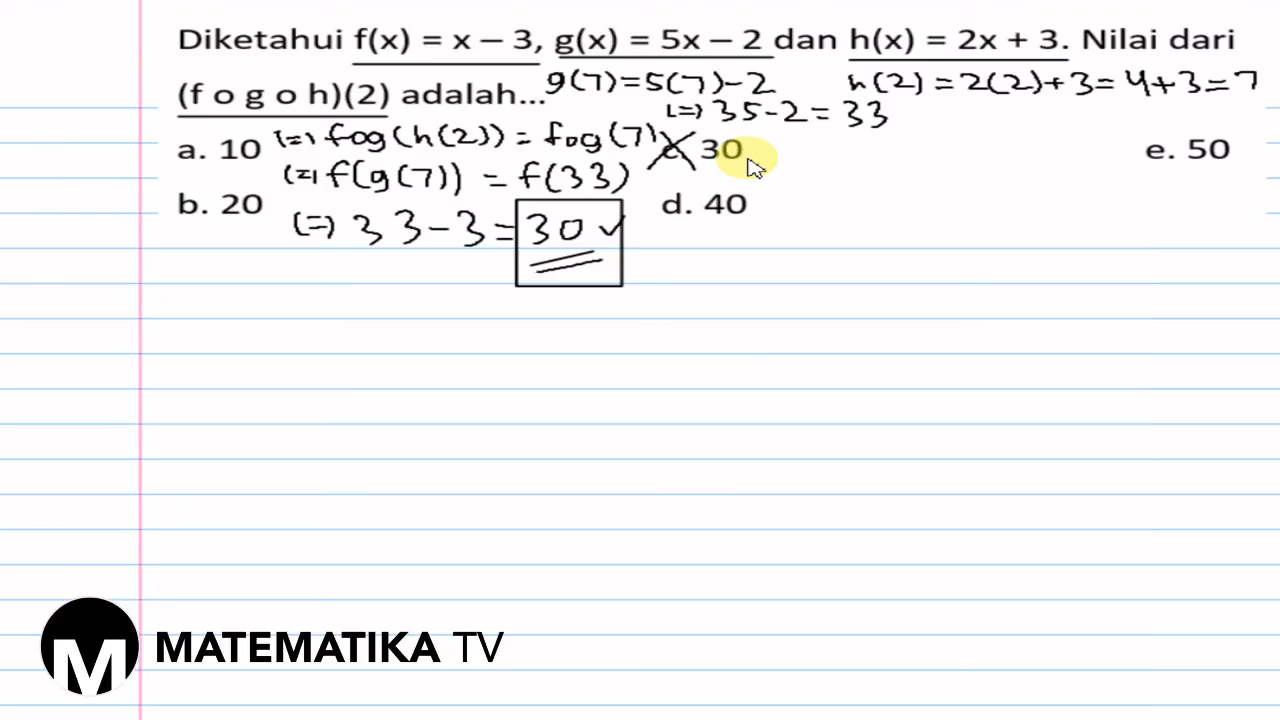 Diketahui f(x) = x – 3, g(x) = 5x – 2 dan h(x) = 2x + 3. Nilai dari
g(7)=5(7)-2
h(2)=2(2)+3=4+3=7
(f o g o h)(2) adalah...
(=) 35-2=33
(=) fog(h(2)) = fog(7)
a. 10
c. 30
e. 50
(=) f(g(7)) = f(33)
b. 20
d. 40
(=) 33-3=30
MATEMATIKA TV